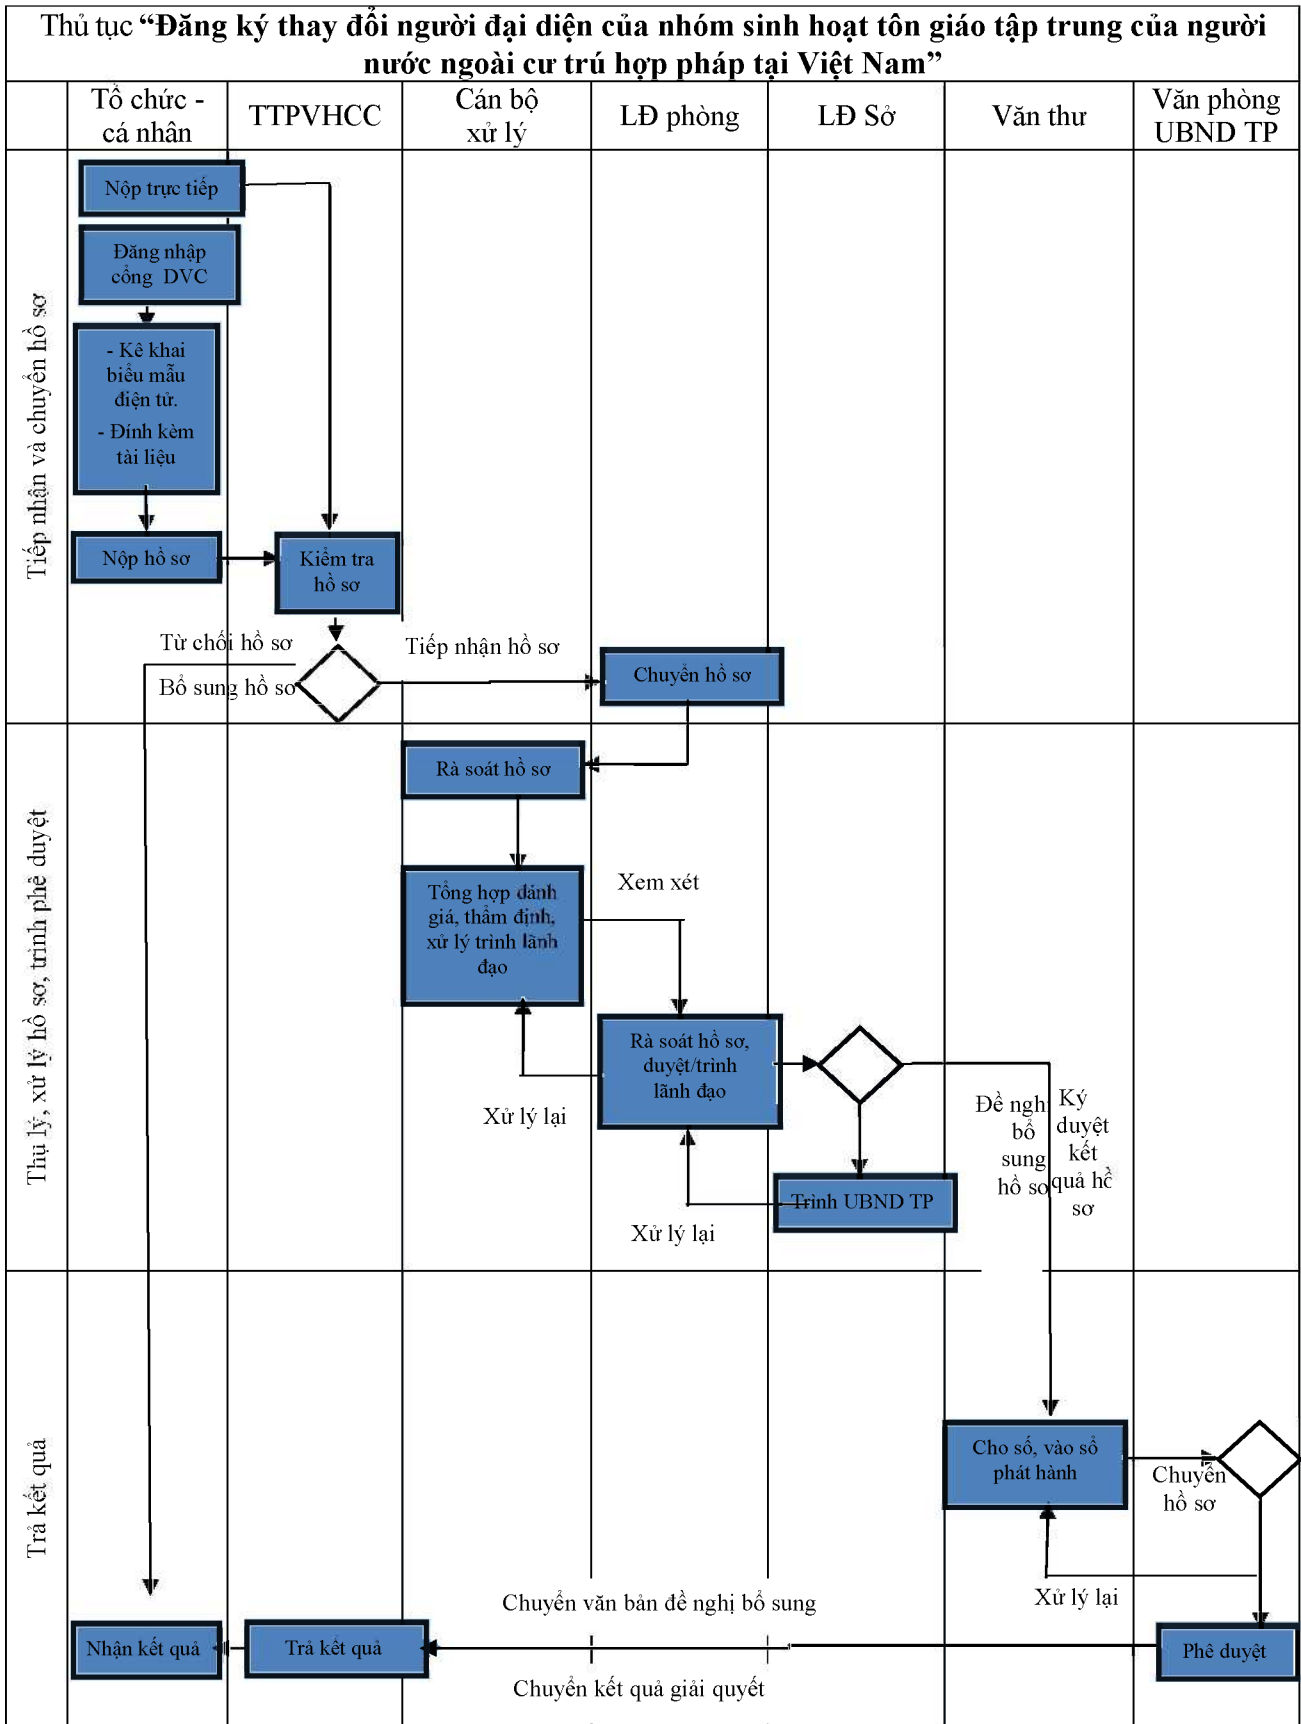 Thủ tục “Đăng ký thay đổi người đại diện của nhóm sinh hoạt tôn giáo tập trung của người
nước ngoài cư trú hợp pháp tại Việt Nam”
Tổ chức -
cá nhân
TTPVHCC
Cán bộ
xử lý
LĐ phòng
LĐ Sở
Văn thư
Văn phòng
UBND TP
Tiếp nhận và chuyển hồ sơ
Nộp trực tiếp
Đăng nhập
cổng DVC
- Kê khai
biểu mẫu
điện tử.
- Đính kèm
tài liệu
Nộp hồ sơ
Kiểm tra
hồ sơ
Từ chối hồ sơ
Bổ sung hồ sơ
Tiếp nhận hồ sơ
Chuyển hồ sơ
Thụ lý, xử lý hồ sơ, trình phê duyệt
Rà soát hồ sơ
Tổng hợp đánh
giá, thẩm định,
xử lý trình lãnh
đạo
Xem xét
Rà soát hồ sơ,
duyệt/trình
lãnh đạo
Xử lý lại
Đề nghị
bổ
sung
hồ sơ
Ký
duyệt
kết
quả hồ
sơ
Trình UBND TP
Xử lý lại
Trả kết quả
Cho số, vào sổ
phát hành
Chuyển
hồ sơ
Xử lý lại
Chuyển văn bản đề nghị bổ sung
Nhận kết quả
Trả kết quả
Phê duyệt
Chuyển kết quả giải quyết